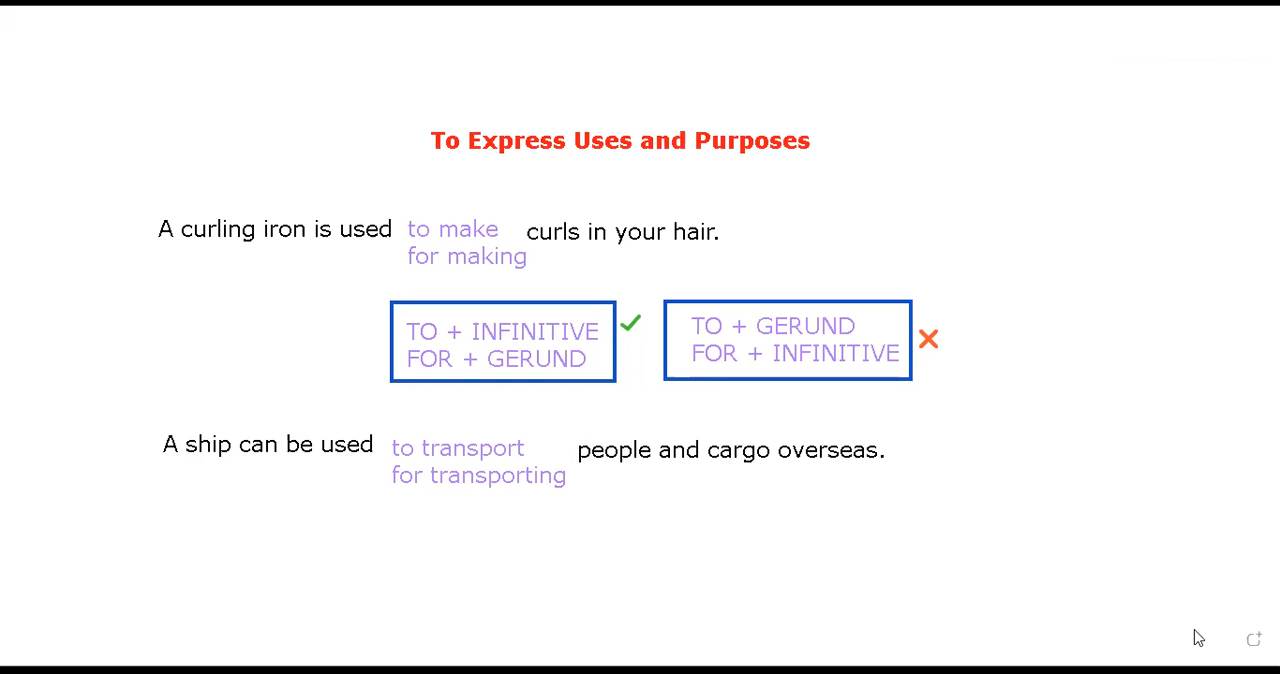 To Express Uses and Purposes
A curling iron is used to make curls in your hair.
for making
TO + INFINITIVE
FOR + GERUND
TO + GERUND
FOR + INFINITIVE
A ship can be used to transport people and cargo overseas.
for transporting